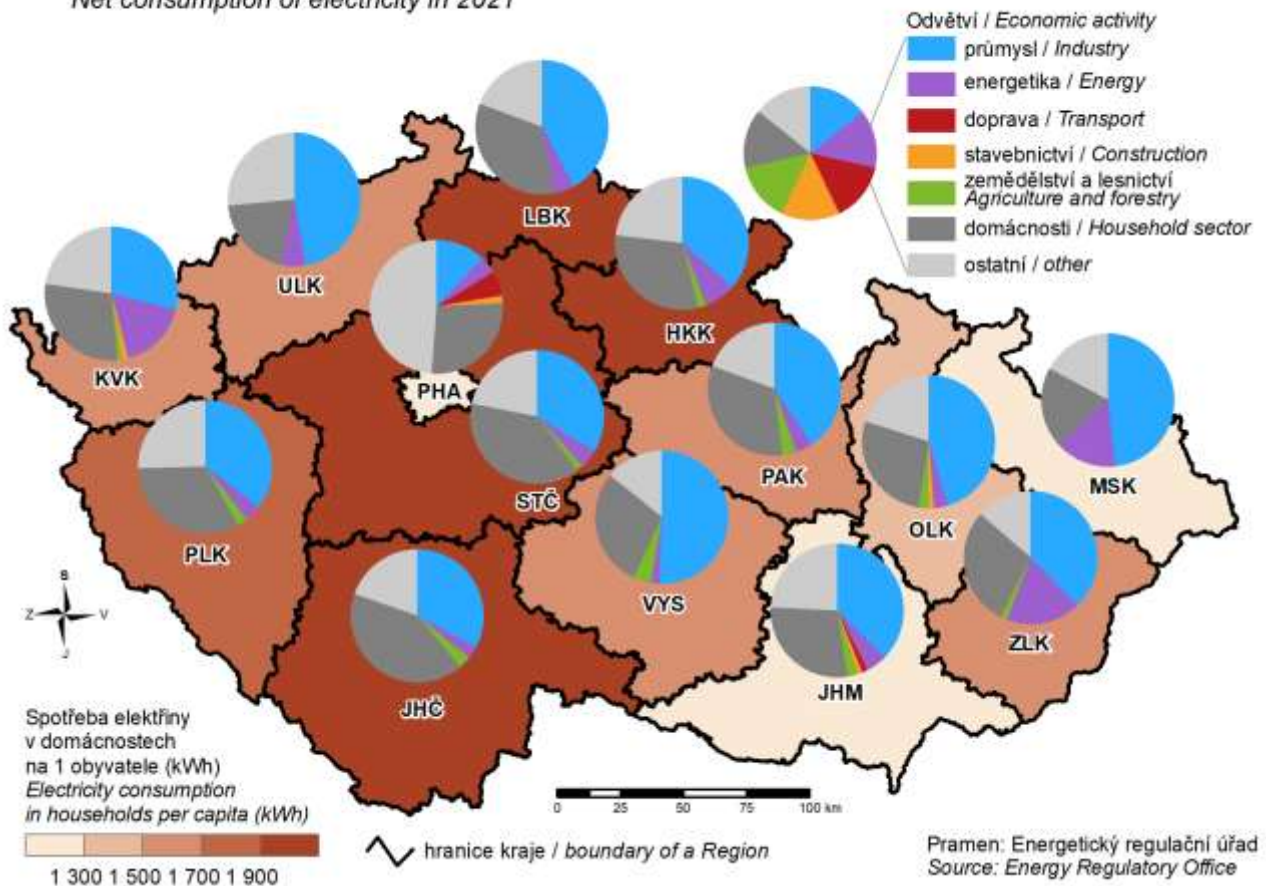 Net consumption of electricity in 2021
Odvětví / Economic activity
průmysl / Industry
energetika / Energy
doprava / Transport
stavebnictví / Construction
zemědělství a lesnictví
Agriculture and forestry
domácnosti / Household sector
ostatní / other
LBK
ULK
HKK
KVK
PHA
PAK
MSK
STČ
OLK
PLK
VYS
ZLK
JHM
JHČ
S
Z V
J
Spotřeba elektřiny
v domácnostech
na 1 obyvatele (kWh)
Electricity consumption
in households per capita (kWh)
1 300 1 500 1 700 1 900
0 25 50 75 100 km
hranice kraje / boundary of a Region
Pramen: Energetický regulační úřad
Source: Energy Regulatory Office